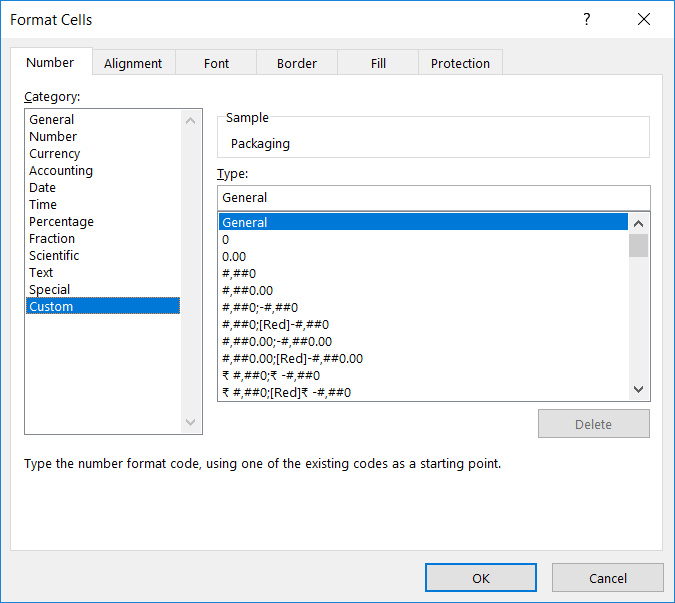 Format Cells
?
Number Alignment Font Border Fill Protection
Category:
General
Number
Currency
Accounting
Date
Time
Percentage
Fraction
Scientific
Text
Special
Custom
Sample
Packaging
Type:
General
General
0
0.00
#,##0
#,##0.00
#,##0;-#,##0
#,##0;[Red]-#,##0
#,##0.00;-#,##0.00
#,##0.00;[Red]-#,##0.00
₹ #,##0;₹ -#,##0
₹ #,##0;[Red]₹ -#,##0
Delete
Type the number format code, using one of the existing codes as a starting point.
OK Cancel